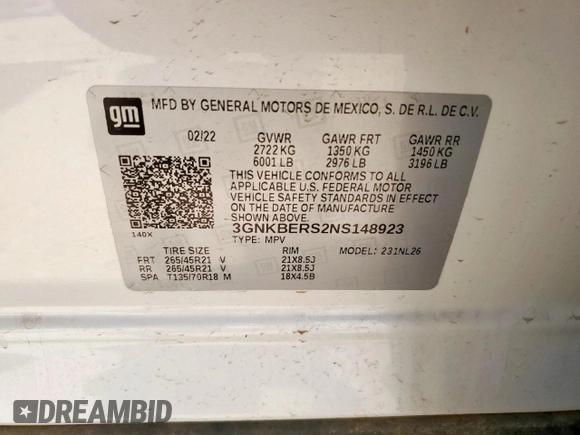 gm
MFD BY GENERAL MOTORS DE MEXICO, S. DE R.L. DE C.V.
02/22 GVWR GAWR FRT GAWR RR
2722 KG 1350 KG 1450 KG
6001 LB 2976 LB 3196 LB
THIS VEHICLE CONFORMS TO ALL
APPLICABLE U.S. FEDERAL MOTOR
VEHICLE SAFETY STANDARDS IN EFFECT
ON THE DATE OF MANUFACTURE
SHOWN ABOVE.
140X
3GNKBERS2NS148923
TYPE: MPV
TIRE SIZE RIM MODEL: 231NL26
FRT 265/45R21 V 21X8.5J
RR 265/45R21 V 21X8.5J
SPA T135/70R18 M 18X4.5B
DREAMBID